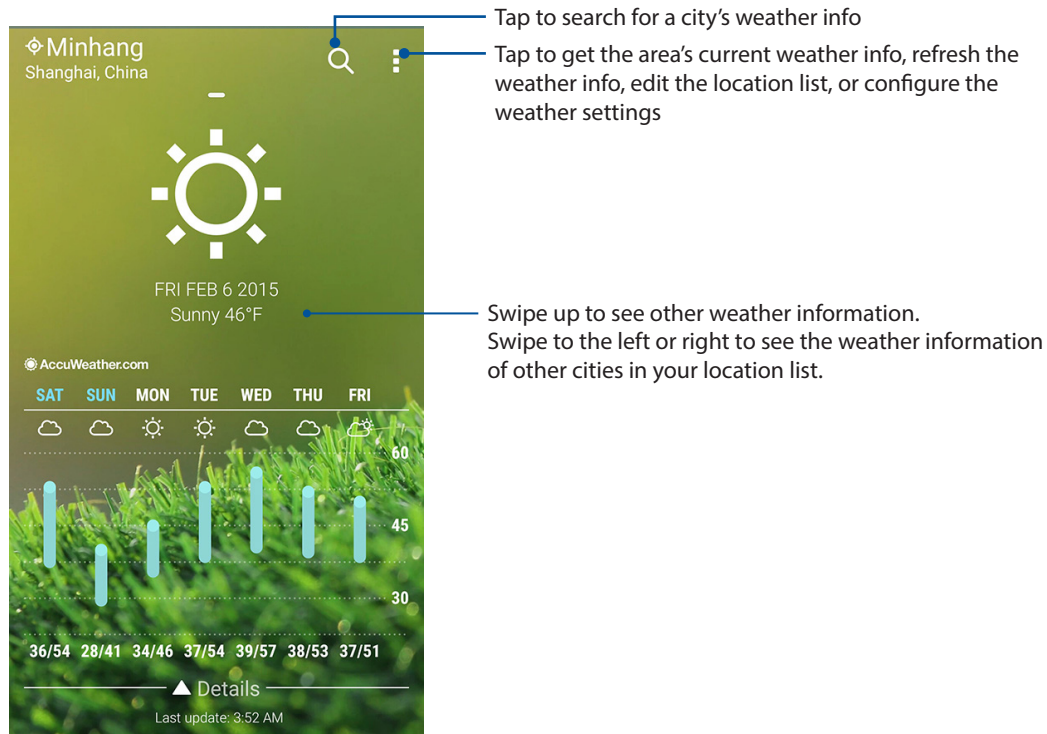 Minhang
Shanghai, China
Tap to search for a city's weather info
Tap to get the area's current weather info, refresh the
weather info, edit the location list, or configure the
weather settings
FRI FEB 6 2015
Sunny 46°F
Swipe up to see other weather information.
Swipe to the left or right to see the weather information
of other cities in your location list.
AccuWeather.com
SAT SUN MON TUE WED THU FRI
60
45
30
36/54 28/41 34/46 37/54 39/57 38/53 37/51
Details
Last update: 3:52 AM